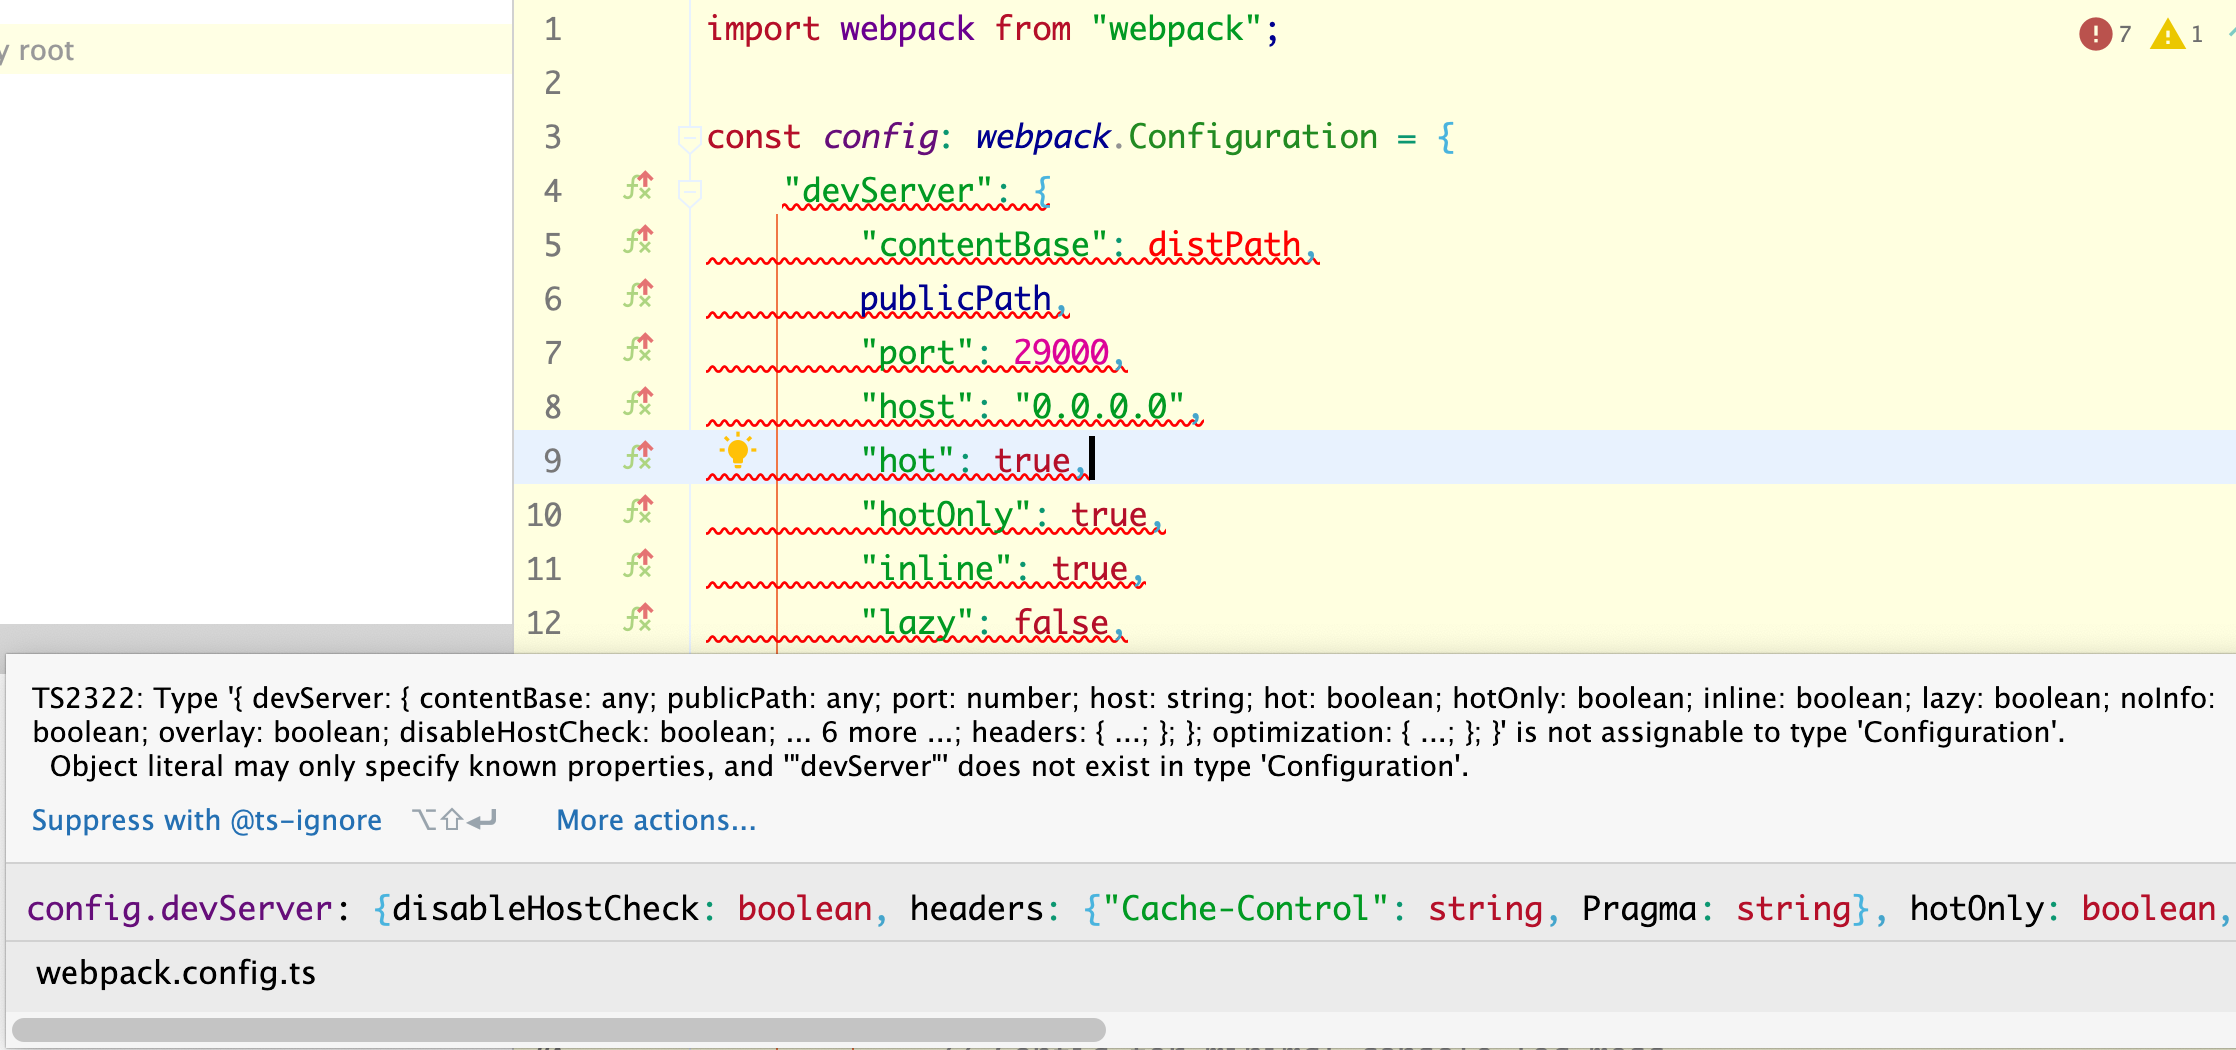 y root
1 import webpack from "webpack"; 7 1
2
3 const config: webpack.Configuration = {
4 "devServer": {
5 "contentBase": distPath,
6 publicPath,
7 "port": 29000,
8 "host": "0.0.0.0",
9 "hot": true,
10 "hotOnly": true,
11 "inline": true,
12 "lazy": false,
TS2322: Type '{ devServer: { contentBase: any; publicPath: any; port: number; host: string; hot: boolean; hotOnly: boolean; inline: boolean; lazy: boolean; noInfo:
boolean; overlay: boolean; disableHostCheck: boolean; ... 6 more ...; headers: { ...; }; }; optimization: { ...; }; }' is not assignable to type 'Configuration'.
Object literal may only specify known properties, and '"devServer"' does not exist in type 'Configuration'.
Suppress with @ts-ignore ⌥⇧↩ More actions...
config.devServer: {disableHostCheck: boolean, headers: {"Cache-Control": string, Pragma: string}, hotOnly: boolean,
webpack.config.ts